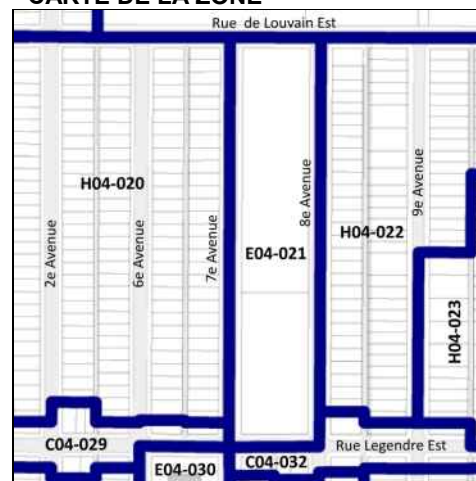 CARTE DE LA ZONE
Rue de Louvain Est
H04-020
2e Avenue
6e Avenue
7e Avenue
E04-021
8e Avenue
H04-022
9e Avenue
H04-023
C04-029
Rue Legendre Est
E04-030
C04-032